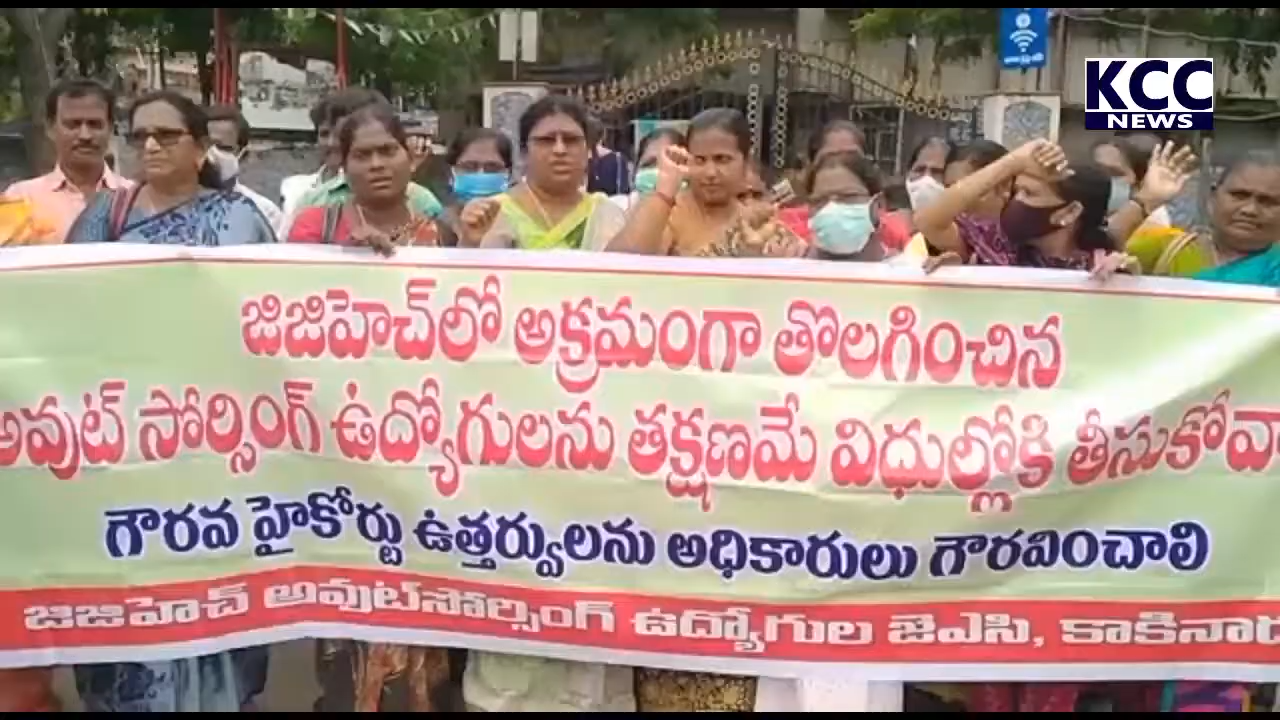 KCC
NEWS
జిజిహెచ్‌లో అక్రమంగా తొలగించిన
అవుట్ సోర్సింగ్ ఉద్యోగులను తక్షణమే విధుల్లోకి తీసుకోవా
గౌరవ హైకోర్టు ఉత్తర్వులను అధికారులు గౌరవించాలి
జిజిహెచ్ అవుట్‌సోర్సింగ్ ఉద్యోగుల జెఎసి, కాకినాడ